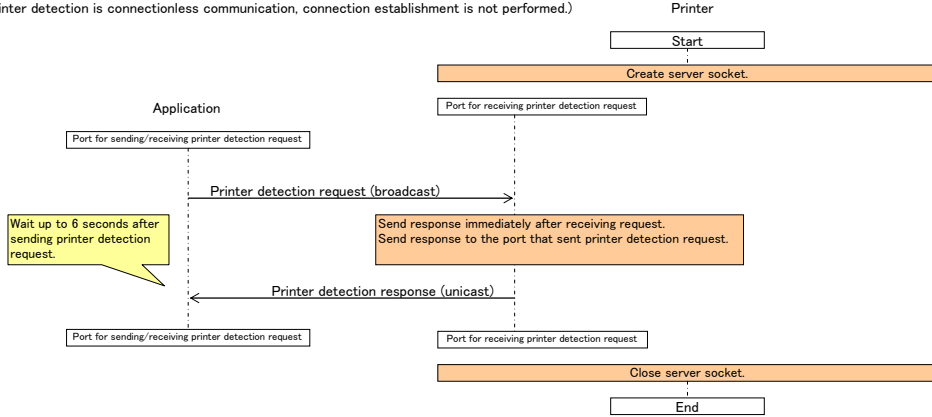 inter detection is connectionless communication, connection establishment is not performed.)
Printer
Start
Create server socket.
Application
Port for receiving printer detection request
Port for sending/receiving printer detection request
Printer detection request (broadcast)
Wait up to 6 seconds after
sending printer detection
request.
Send response immediately after receiving request.
Send response to the port that sent printer detection request.
Printer detection response (unicast)
Port for sending/receiving printer detection request
Port for receiving printer detection request
Close server socket.
End